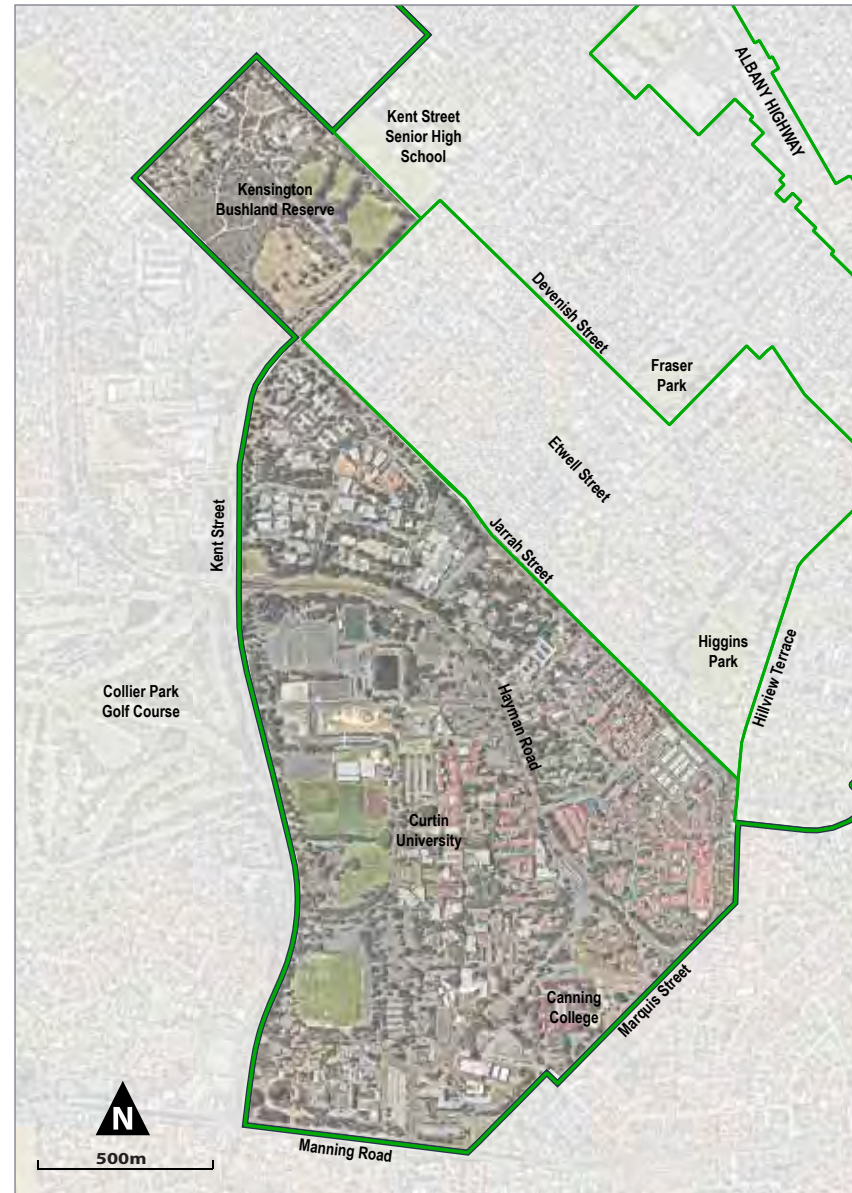 ALBANY HIGHWAY
Kent Street
Senior High
School
Kensington
Bushland Reserve
Devenish Street
Fraser
Park
Etwell Street
Kent Street
Jarrah Street
Higgins
Park
Hillview Terrace
Collier Park
Golf Course
Hayman Road
Curtin
University
Canning
College
Marquis Street
N
500m
Manning Road